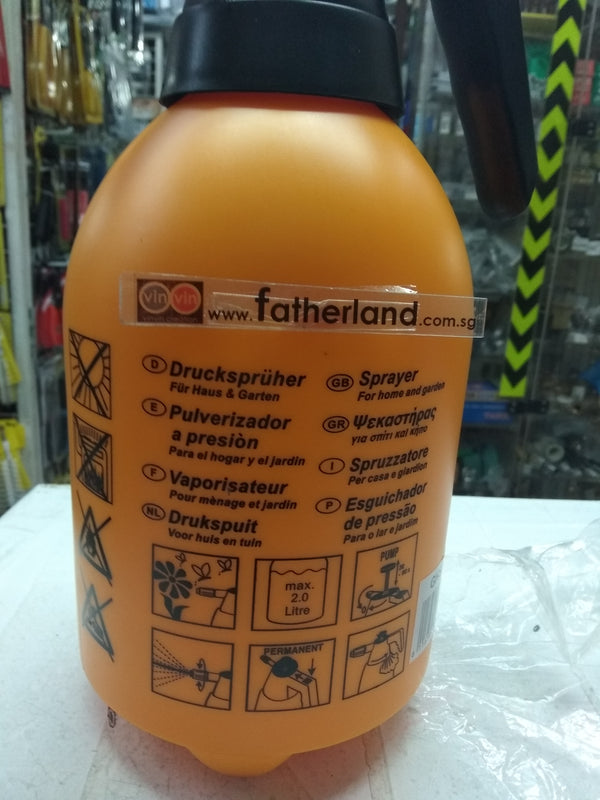 vin vin www.fatherland.com.sg
D Drucksprüher
Für Haus & Garten
E Pulverizador
a presiòn
Para el hogar y el jardin
F Vaporisateur
Pour mènage et jardin
NL Drukspuit
Voor huis en tuin
GB Sprayer
For home and garden
GR Ψεκαστήρας
για σπίτι και κήπο
I Spruzzatore
Per casa e giardion
P Esguichador
de pressão
Para o lar e jardim
max.
2.0
Litre
PUMP
PERMANENT